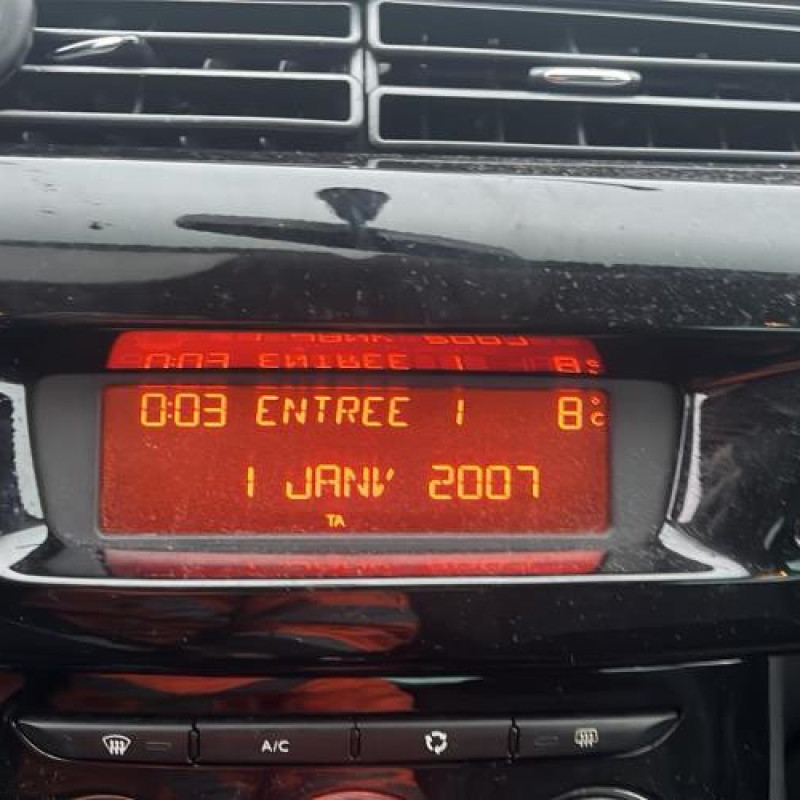 0:03 ENTREE 1 8°C
1 JANV 2007
TA
A/C